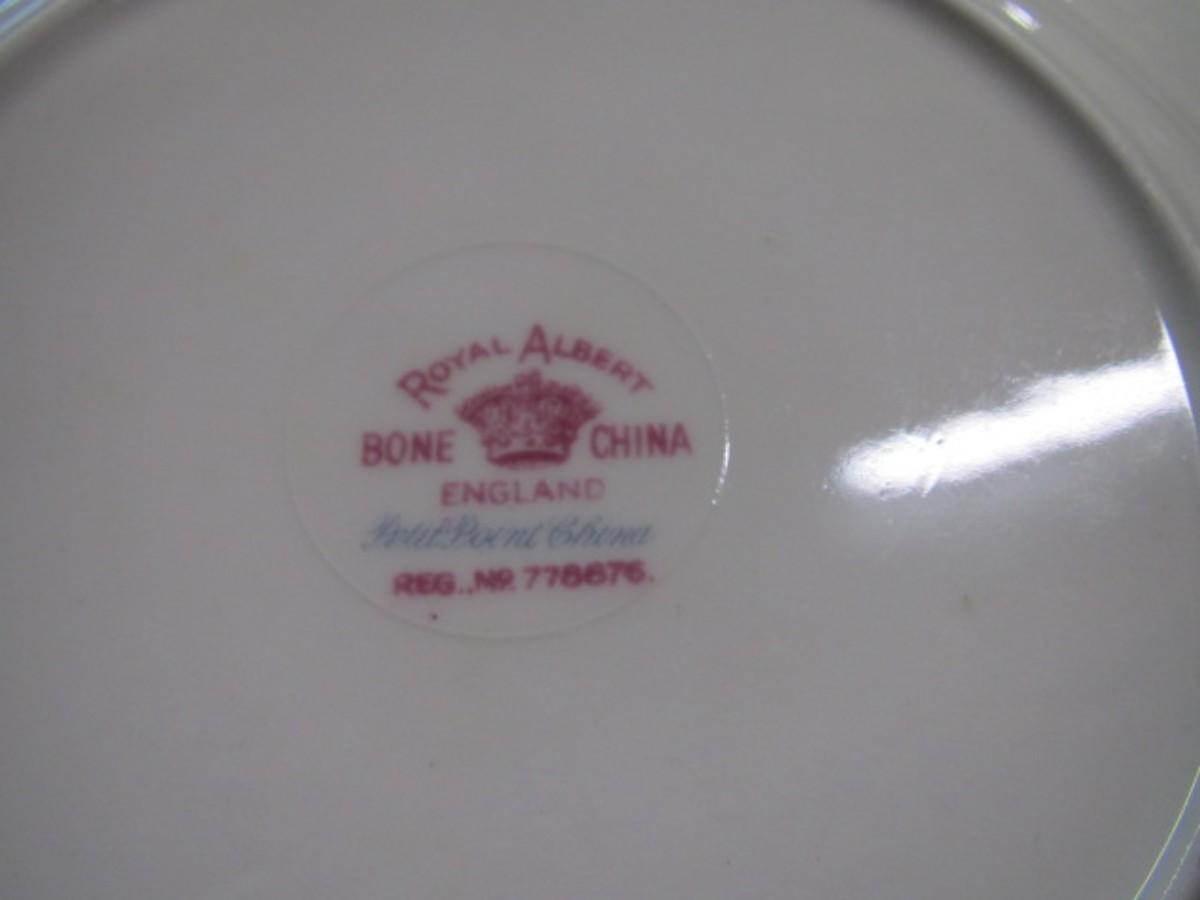 ROYAL ALBERT
BONE CHINA
ENGLAND
Petit Point China
REG..Nº. 778676.